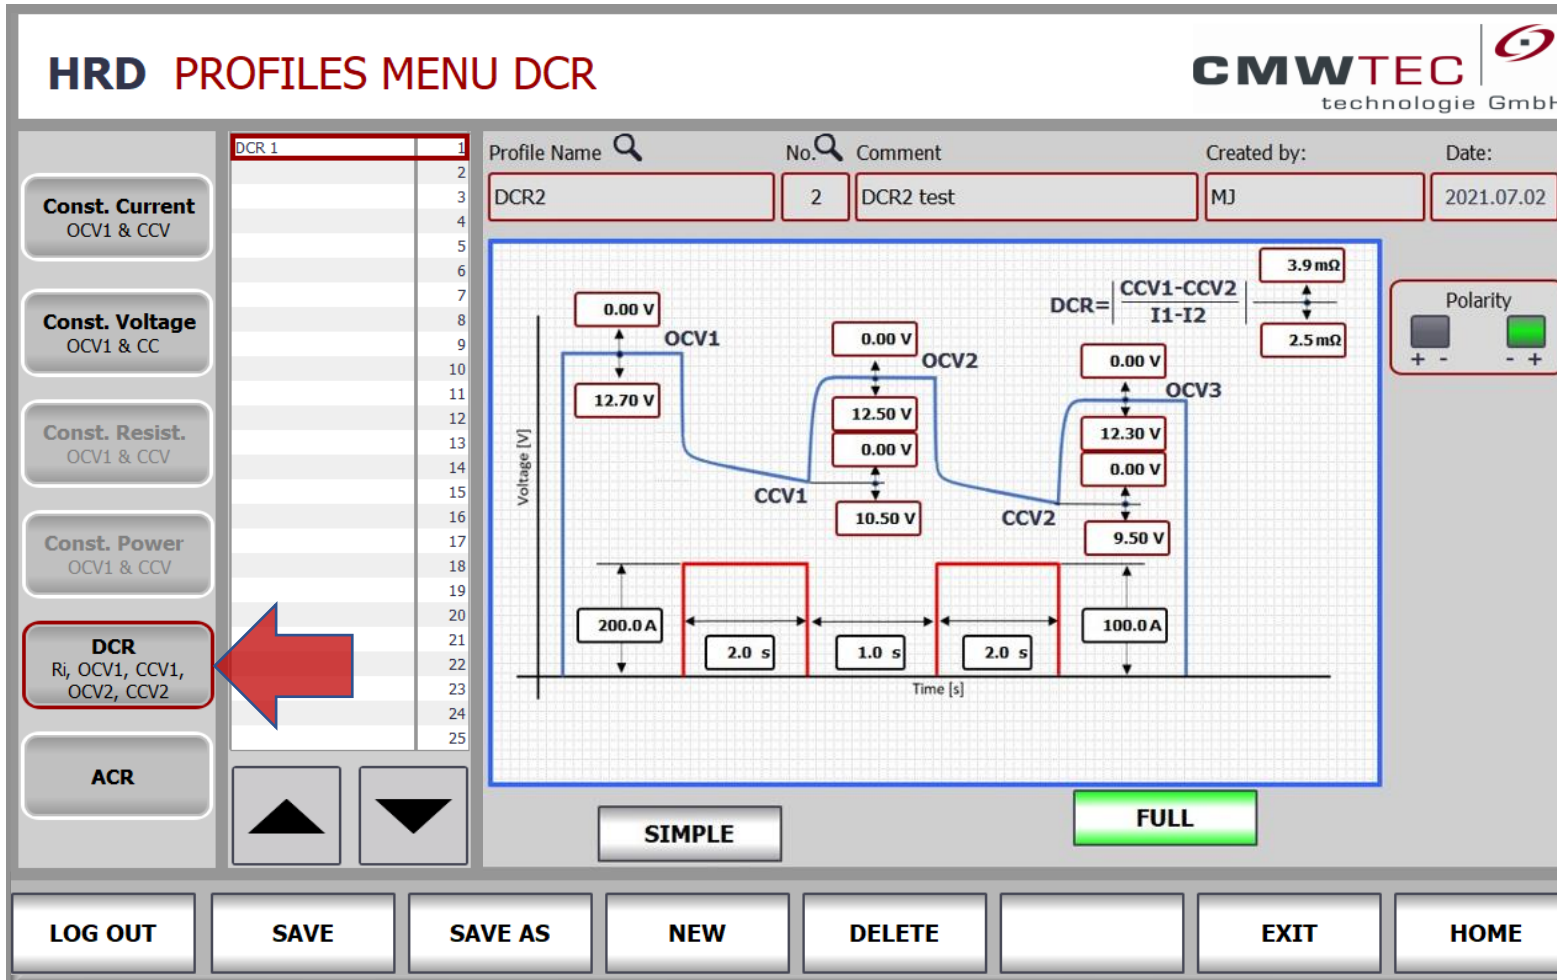 HRD PROFILES MENU DCR
CMWTEC
technologie GmbH
Const. Current
OCV1 & CCV
Const. Voltage
OCV1 & CC
Const. Resist.
OCV1 & CCV
Const. Power
OCV1 & CCV
DCR
Ri, OCV1, CCV1,
OCV2, CCV2
ACR
DCR 1 1
2
3
4
5
6
7
8
9
10
11
12
13
14
15
16
17
18
19
20
21
22
23
24
25
Profile Name No. Comment Created by: Date:
DCR2 2 DCR2 test MJ 2021.07.02
3.9 mΩ
DCR=|CCV1-CCV2
I1-I2|
2.5 mΩ
0.00 V
OCV1
12.70 V
0.00 V
OCV2
12.50 V
0.00 V
CCV1
10.50 V
0.00 V
OCV3
12.30 V
0.00 V
CCV2
9.50 V
Voltage [V]
200.0 A
2.0 s
1.0 s
2.0 s
100.0 A
Time [s]
Polarity
+ - - +
SIMPLE
FULL
LOG OUT SAVE SAVE AS NEW DELETE EXIT HOME